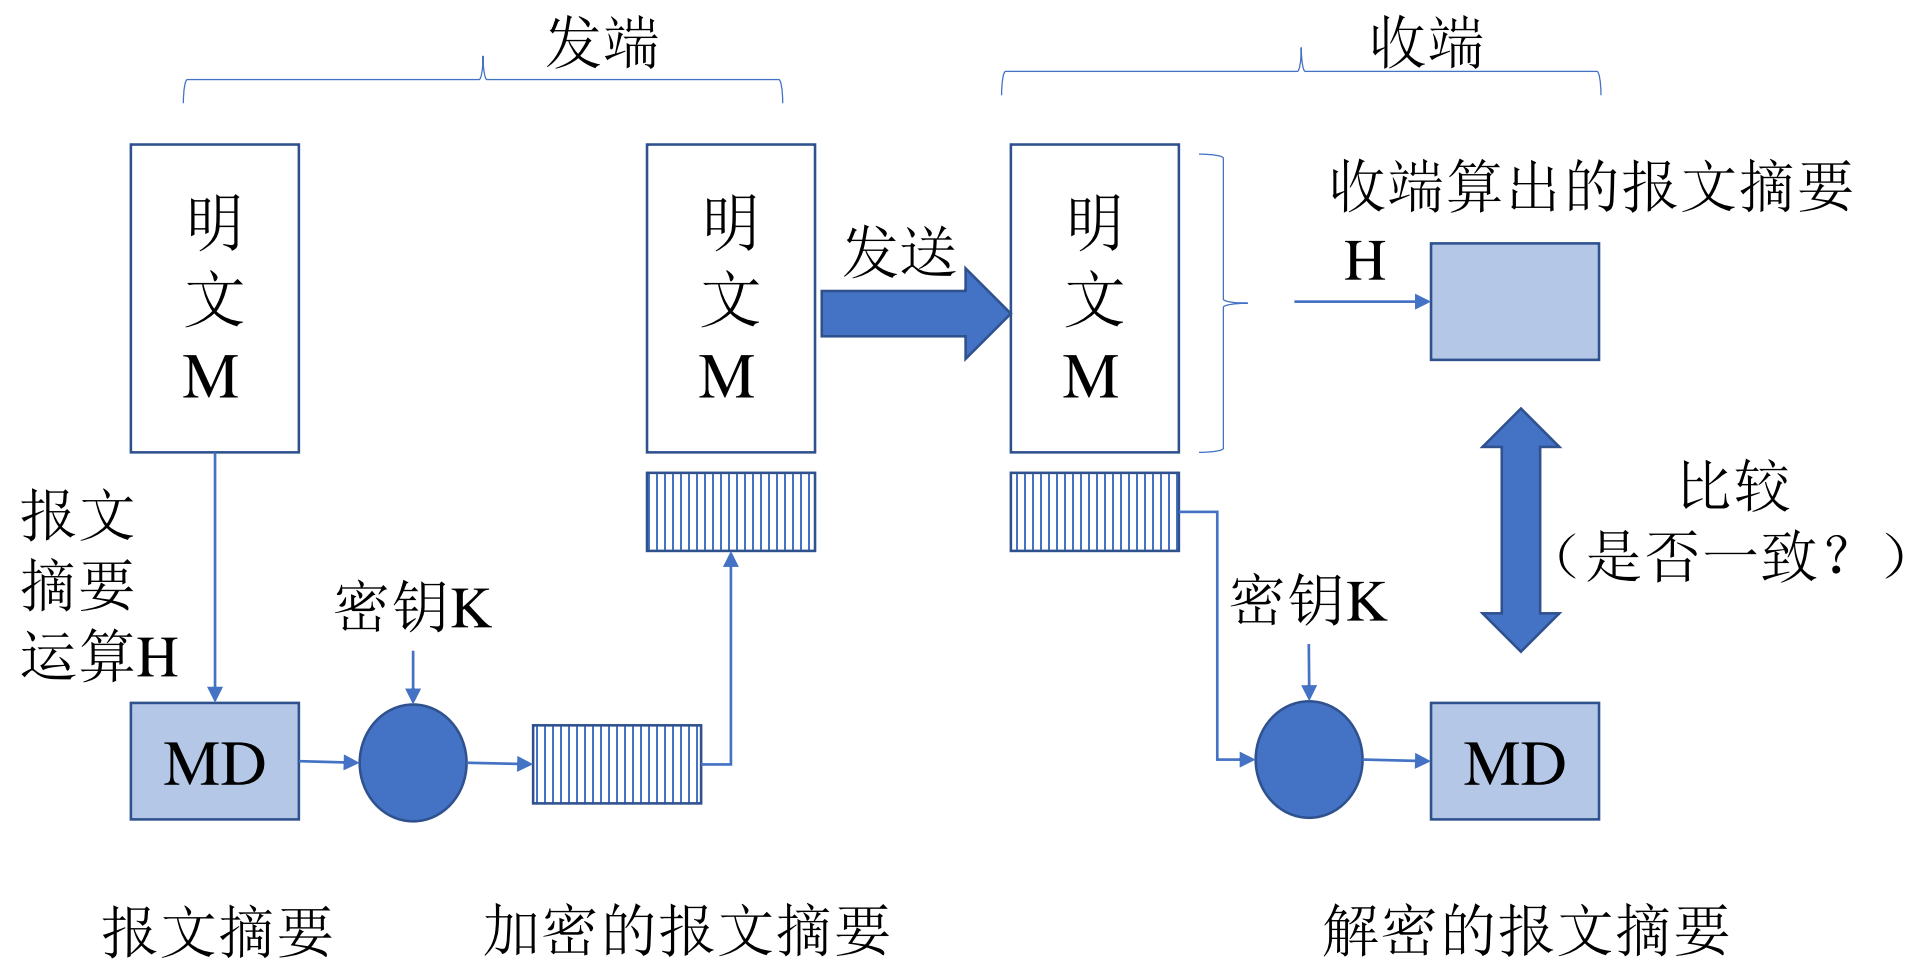 发端
收端
明
文
M
明
文
M
发送
明
文
M
收端算出的报文摘要
H
报文
摘要
运算H
密钥K
密钥K
比较
（是否一致？）
MD
MD
报文摘要
加密的报文摘要
解密的报文摘要